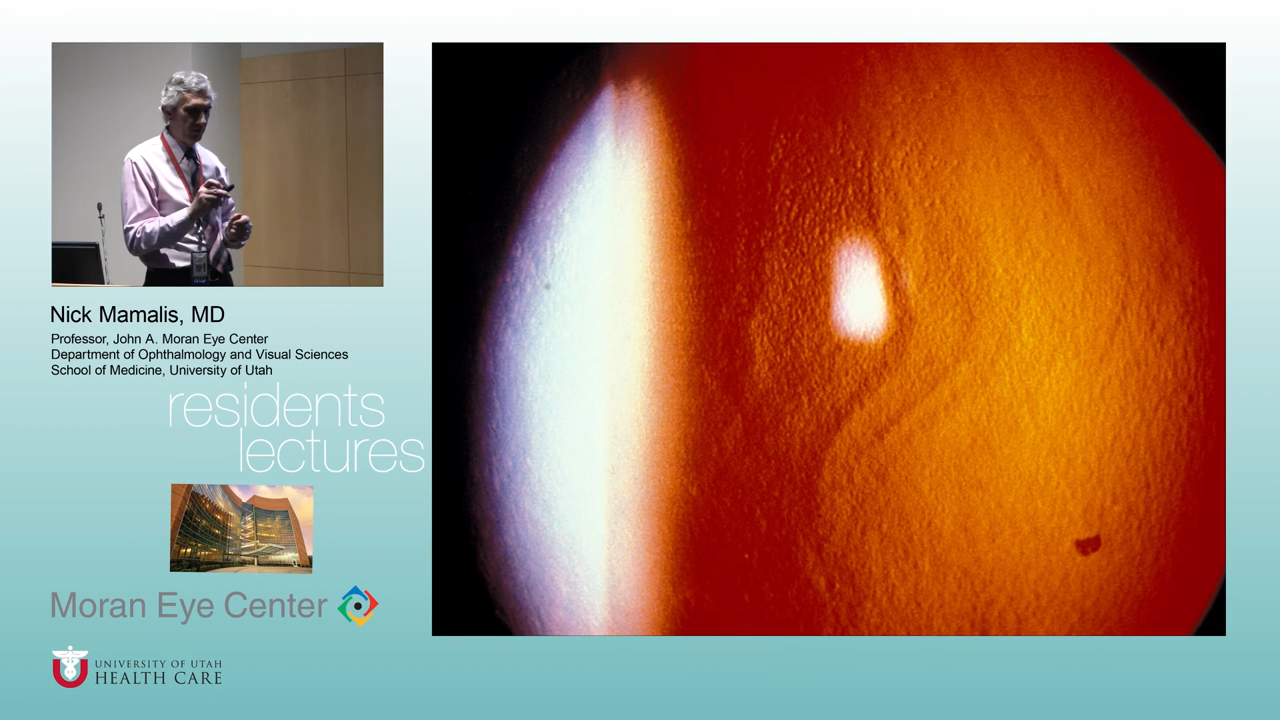 Nick Mamalis, MD
Professor, John A. Moran Eye Center
Department of Ophthalmology and Visual Sciences
School of Medicine, University of Utah
residents
lectures
Moran Eye Center
UNIVERSITY OF UTAH
HEALTH CARE